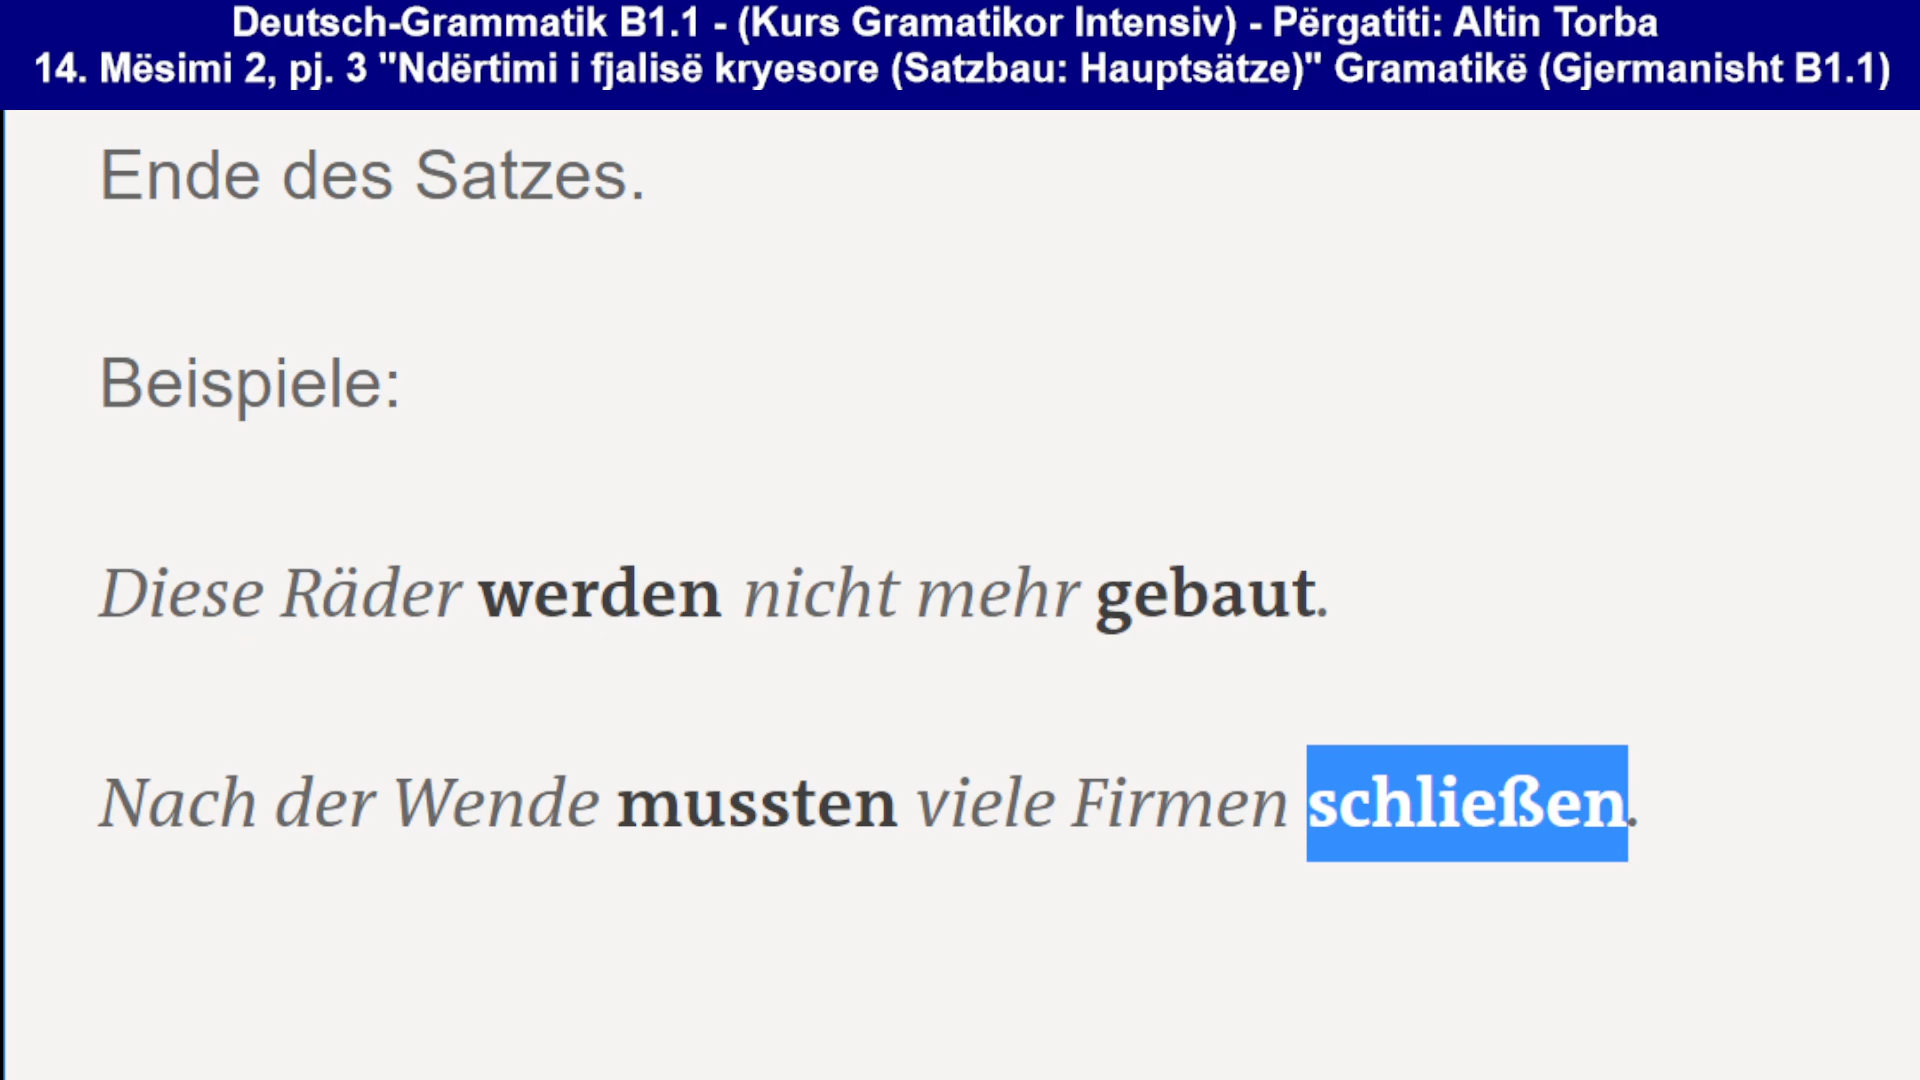 Deutsch-Grammatik B1.1 - (Kurs Gramatikor Intensiv) - Përgatiti: Altin Torba
14. Mësimi 2, pj. 3 "Ndërtimi i fjalisë kryesore (Satzbau: Hauptsätze)" Gramatikë (Gjermanisht B1.1)
Ende des Satzes.
Beispiele:
Diese Räder werden nicht mehr gebaut.
Nach der Wende mussten viele Firmen schließen.